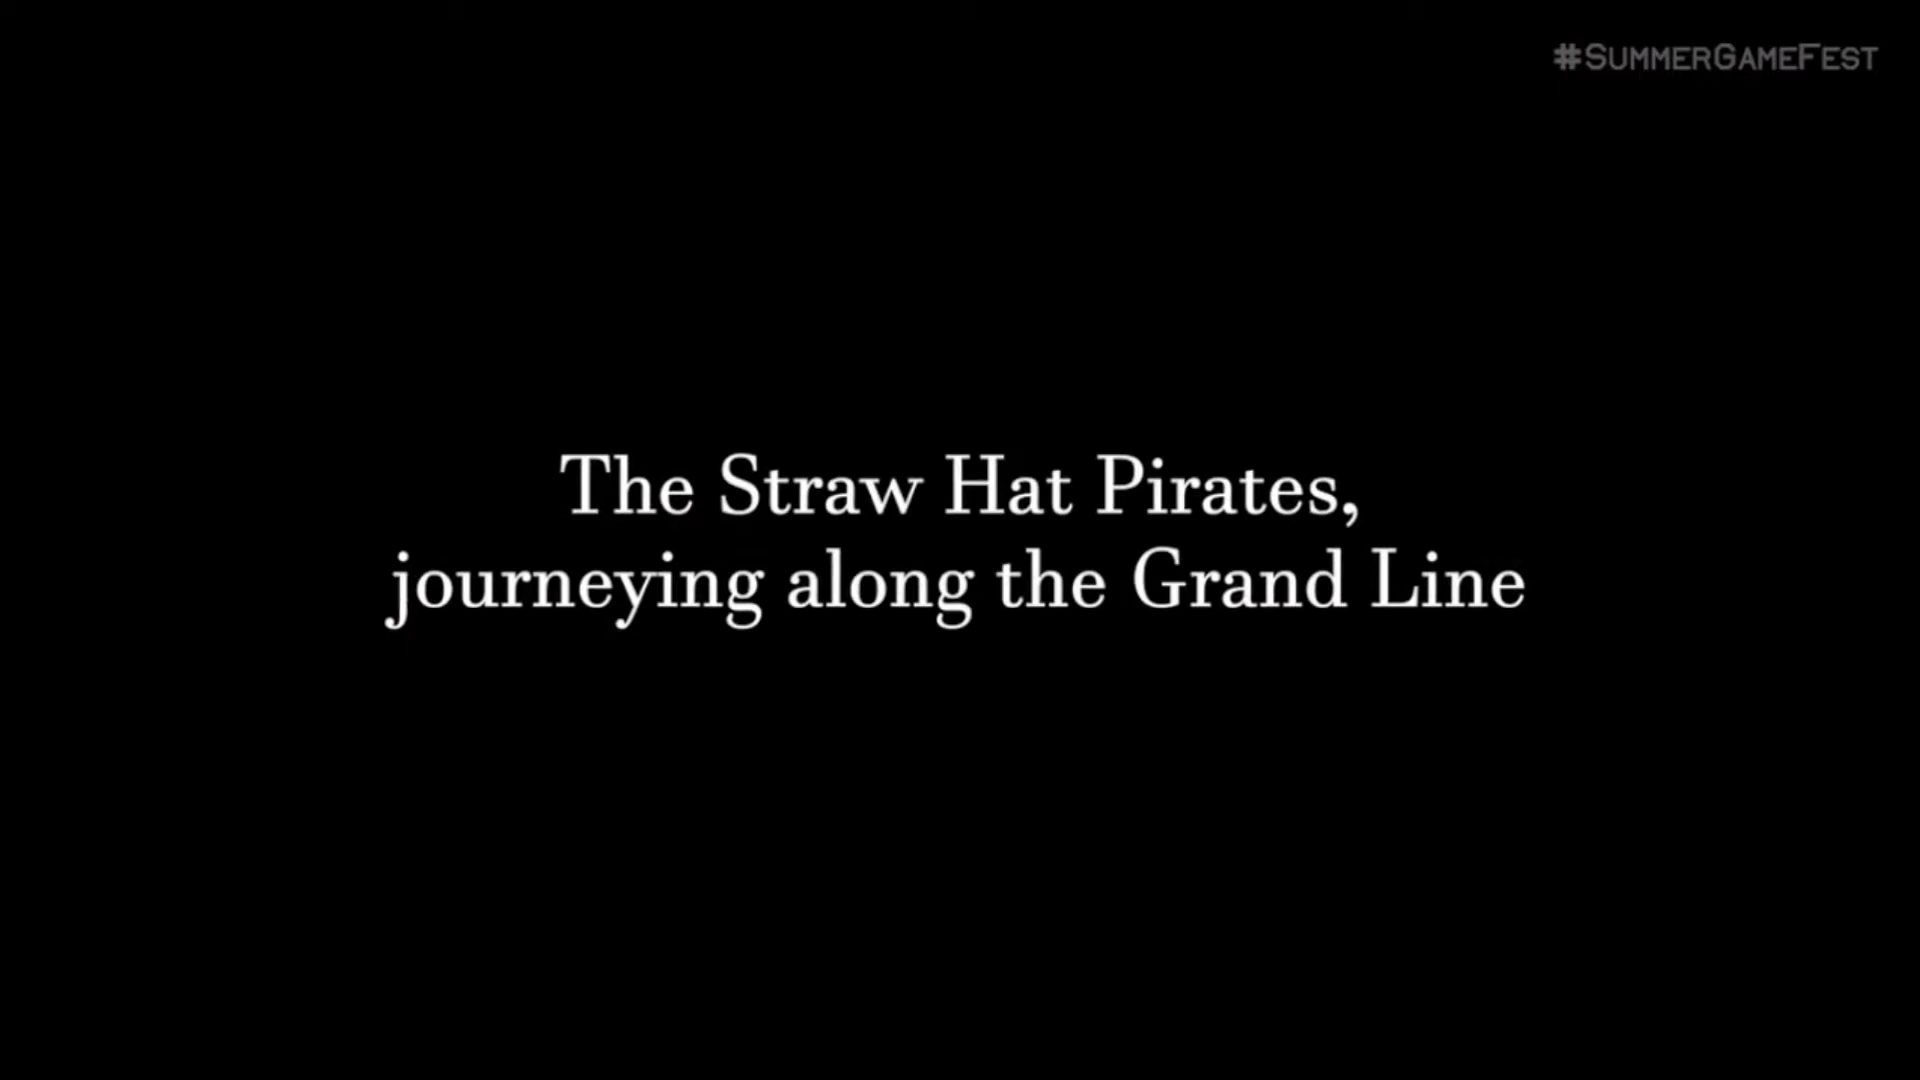 #SUMMERGAMEFEST
The Straw Hat Pirates,
journeying along the Grand Line